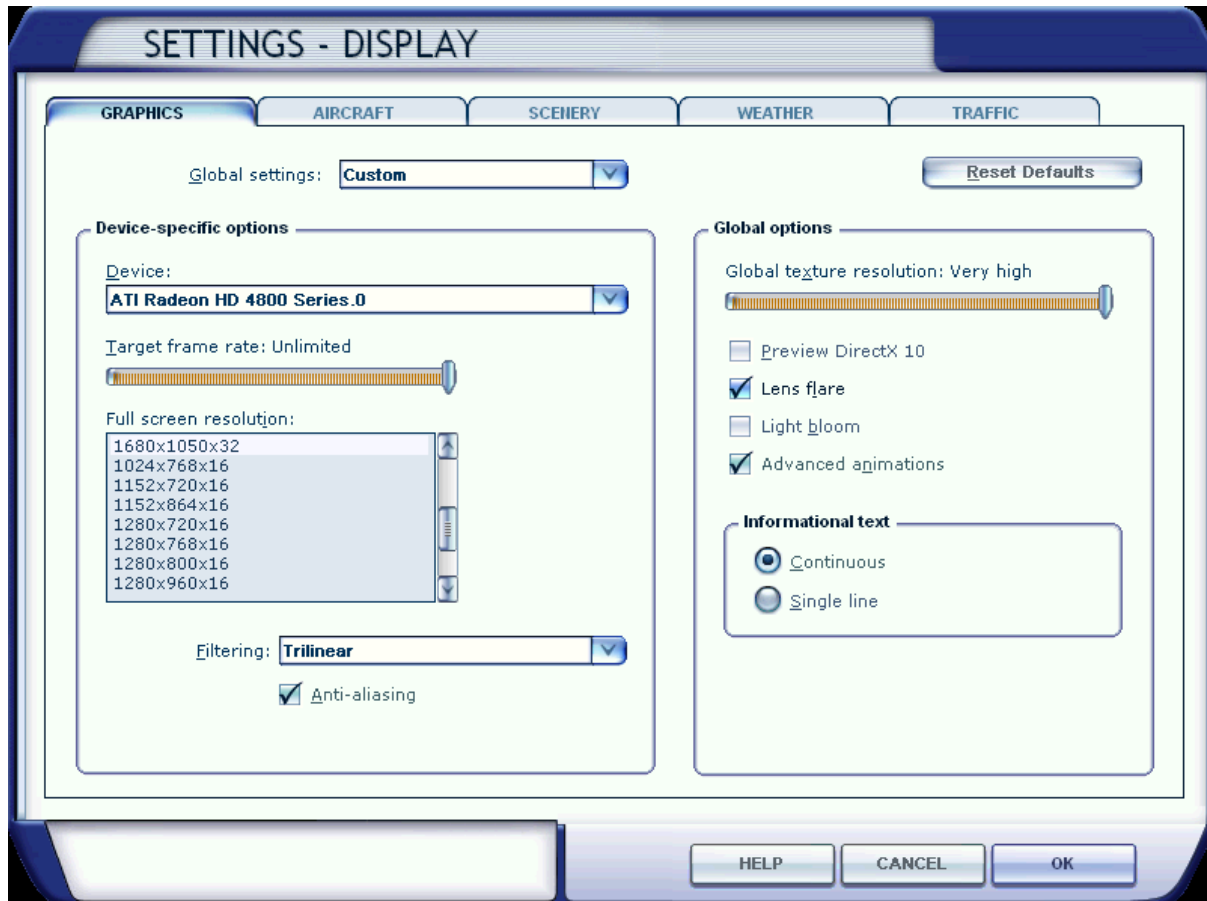 SETTINGS - DISPLAY
GRAPHICS
AIRCRAFT
SCENERY
WEATHER
TRAFFIC
Global settings: Custom
Reset Defaults
Device-specific options
Device:
ATI Radeon HD 4800 Series.0
Target frame rate: Unlimited
Full screen resolution:
1680x1050x32
1024x768x16
1152x720x16
1152x864x16
1280x720x16
1280x768x16
1280x800x16
1280x960x16
Filtering: Trilinear
Anti-aliasing
Global options
Global texture resolution: Very high
Preview DirectX 10
Lens flare
Light bloom
Advanced animations
Informational text
Continuous
Single line
HELP
CANCEL
OK